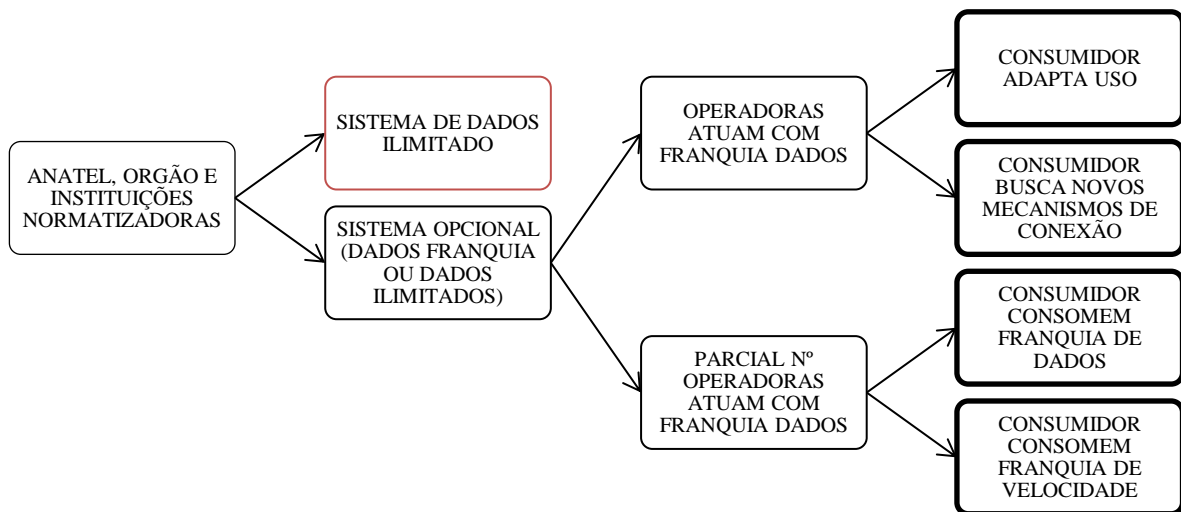 ANATEL, ORGÃO E
INSTITUIÇÕES
NORMATIZADORAS
SISTEMA DE DADOS
ILIMITADO
SISTEMA OPCIONAL
(DADOS FRANQUIA
OU DADOS
ILIMITADOS)
OPERADORAS
ATUAM COM
FRANQUIA DADOS
PARCIAL Nº
OPERADORAS
ATUAM COM
FRANQUIA DADOS
CONSUMIDOR
ADAPTA USO
CONSUMIDOR
BUSCA NOVOS
MECANISMOS DE
CONEXÃO
CONSUMIDOR
CONSOMEM
FRANQUIA DE
DADOS
CONSUMIDOR
CONSOMEM
FRANQUIA DE
VELOCIDADE